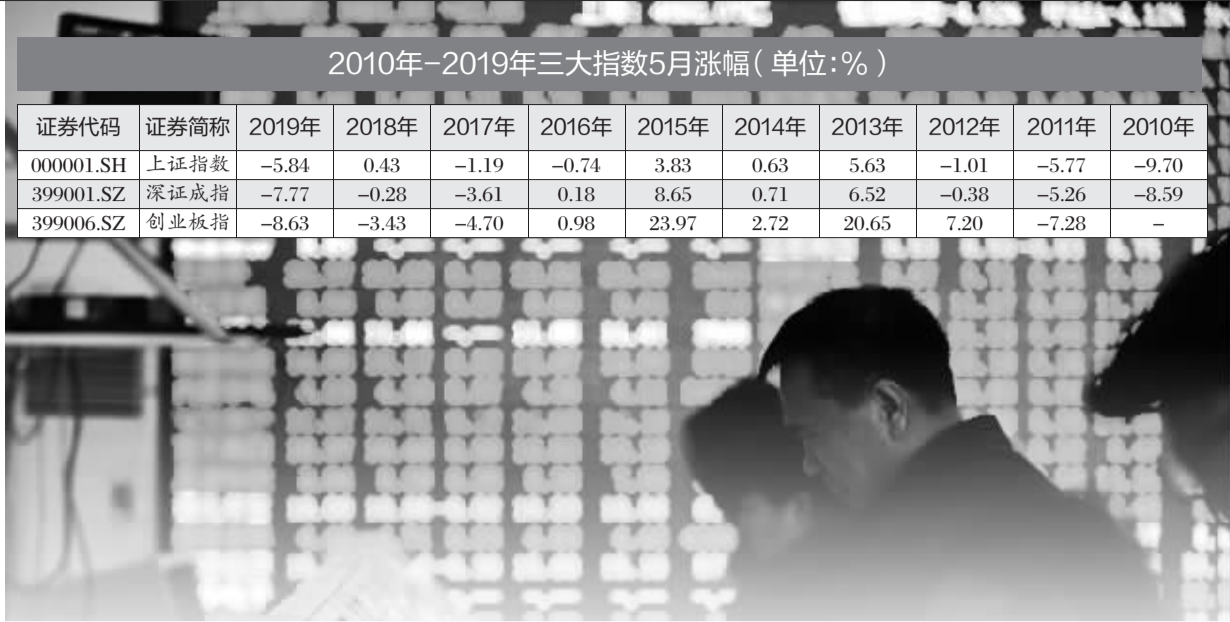 2010年-2019年三大指数5月涨幅(单位:%)
证券代码 证券简称 2019年 2018年 2017年 2016年 2015年 2014年 2013年 2012年 2011年 2010年
000001.SH 上证指数 -5.84 0.43 -1.19 -0.74 3.83 0.63 5.63 -1.01 -5.77 -9.70
399001.SZ 深证成指 -7.77 -0.28 -3.61 0.18 8.65 0.71 6.52 -0.38 -5.26 -8.59
399006.SZ 创业板指 -8.63 -3.43 -4.70 0.98 23.97 2.72 20.65 7.20 -7.28 -